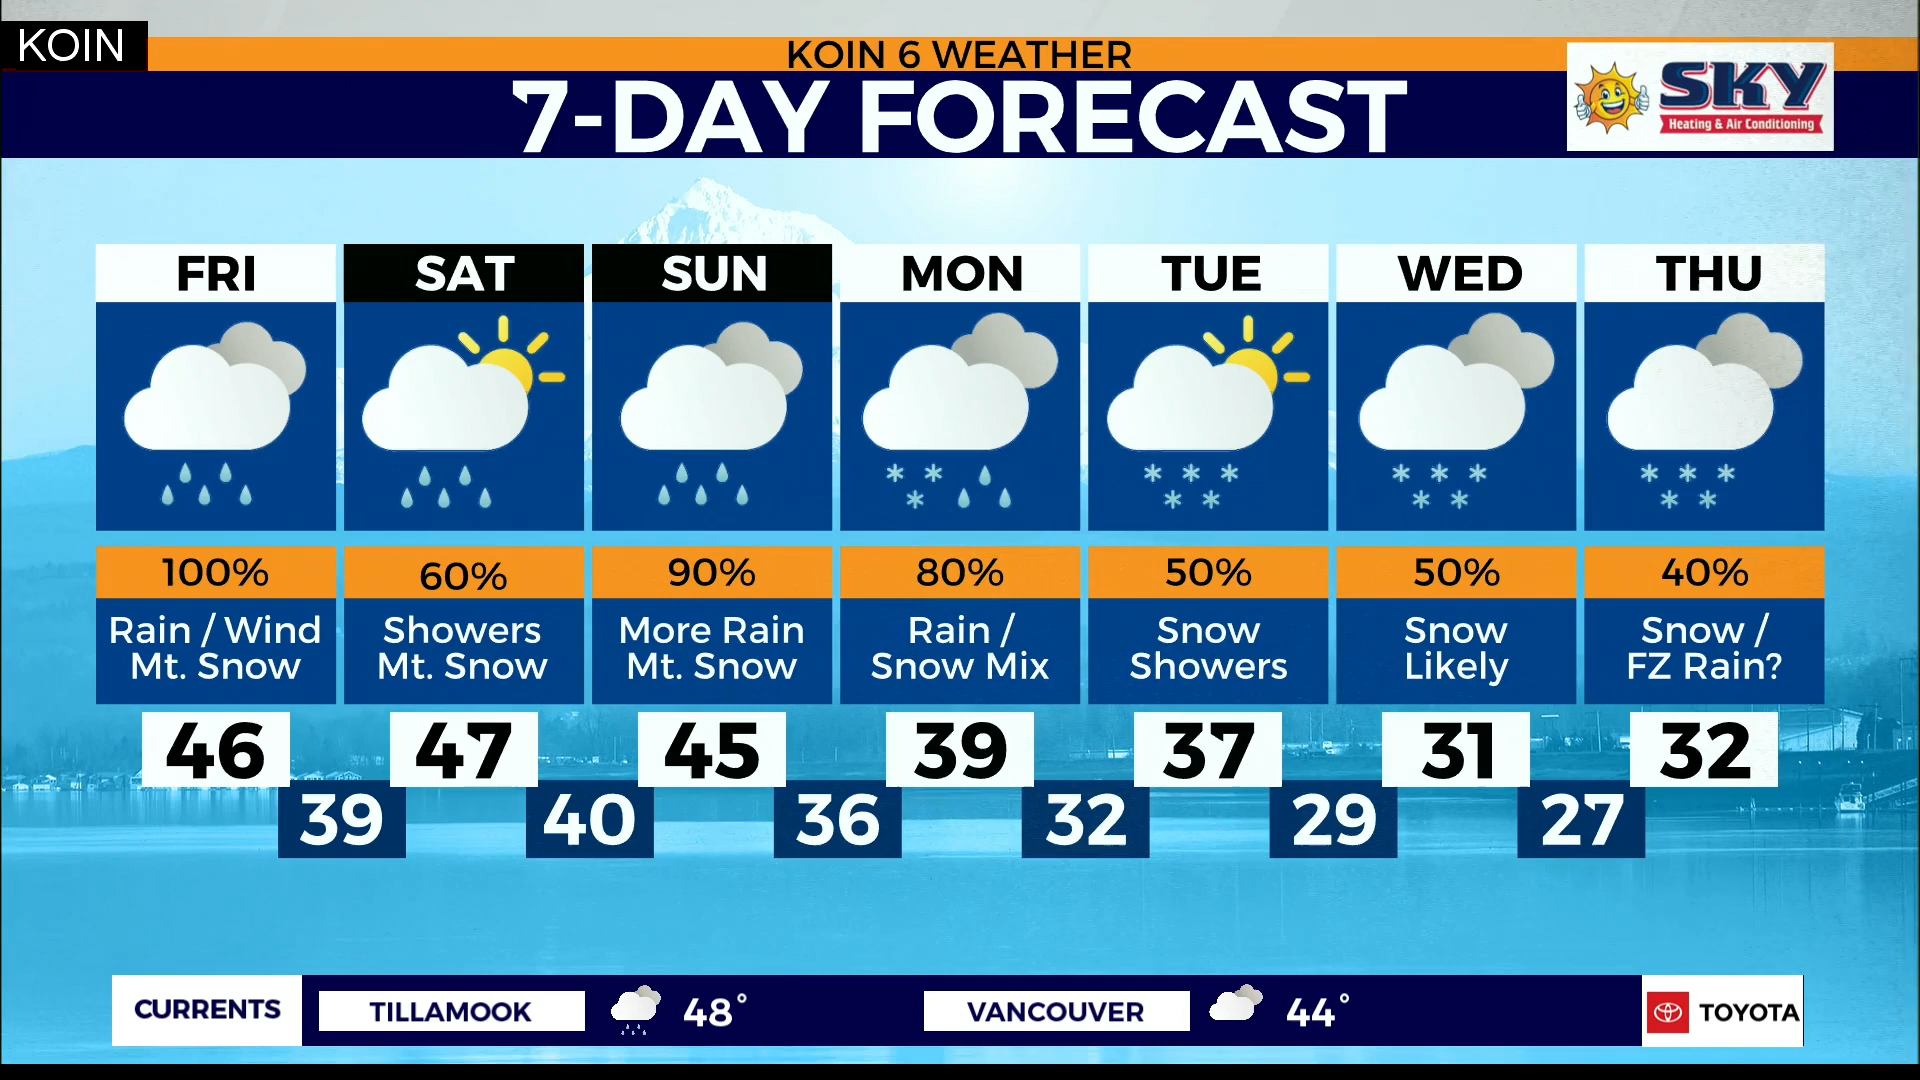 KOIN
KOIN 6 WEATHER
7-DAY FORECAST
SKY
Heating & Air Conditioning
FRI
SAT
SUN
MON
TUE
WED
THU
100%
60%
90%
80%
50%
50%
40%
Rain / Wind
Mt. Snow
Showers
Mt. Snow
More Rain
Mt. Snow
Rain /
Snow Mix
Snow
Showers
Snow
Likely
Snow /
FZ Rain?
46
47
45
39
37
31
32
39
40
36
32
29
27
CURRENTS
TILLAMOOK
48°
VANCOUVER
44°
TOYOTA